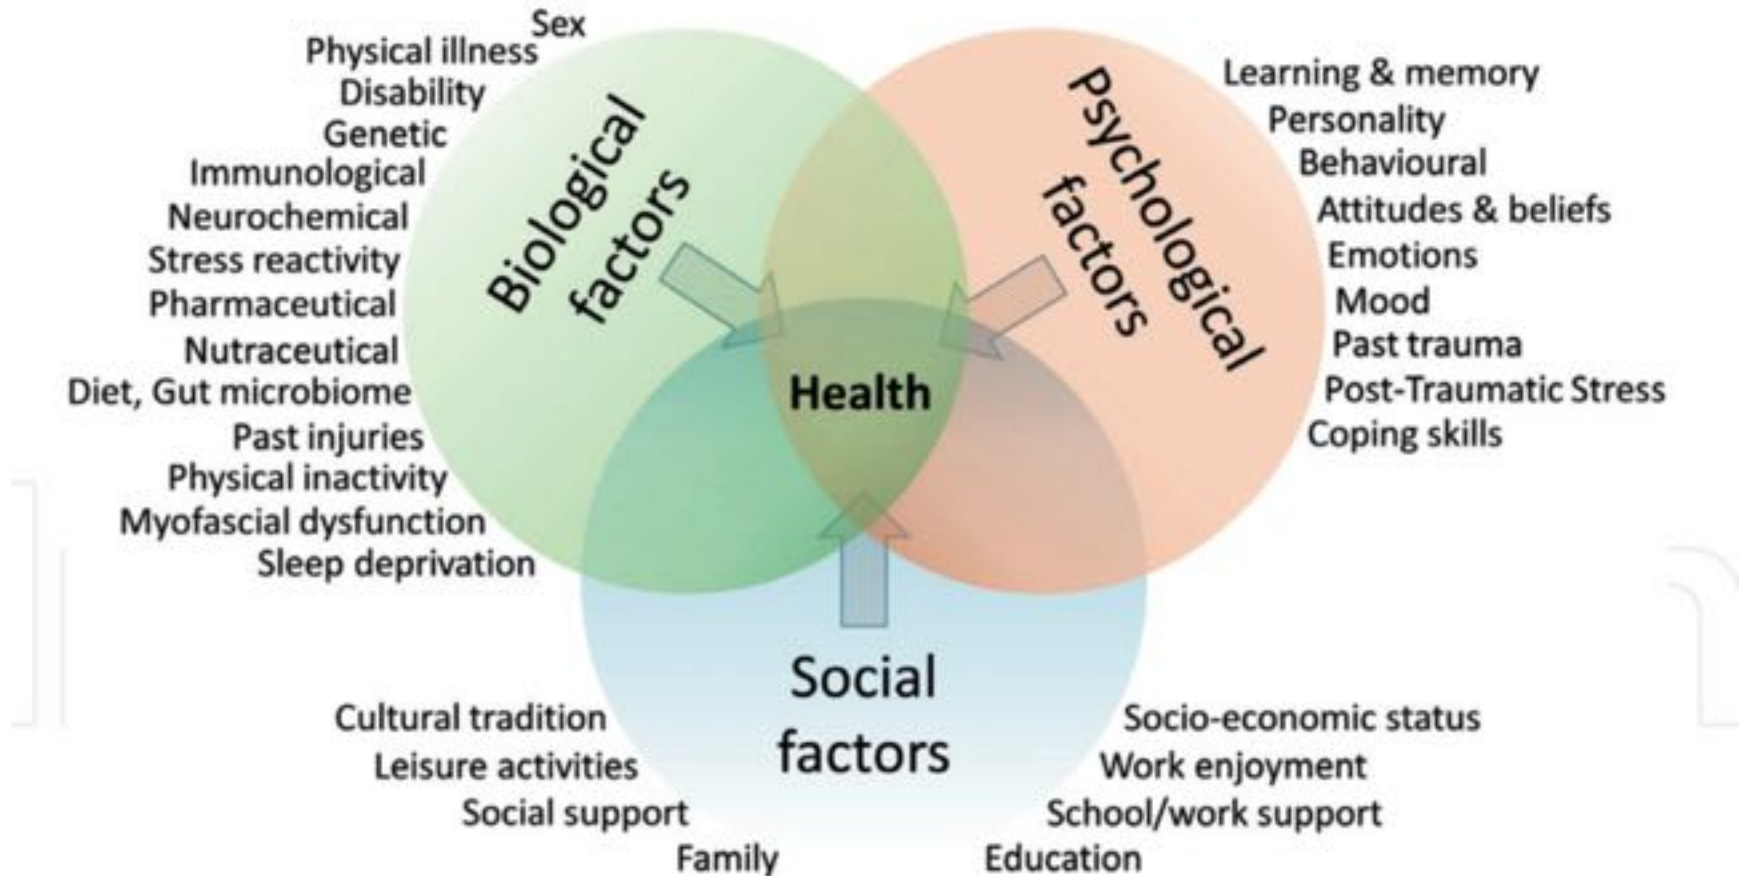 Sex
Physical illness
Disability
Genetic
Immunological
Neurochemical
Stress reactivity
Pharmaceutical
Nutraceutical
Diet, Gut microbiome
Past injuries
Physical inactivity
Myofascial dysfunction
Sleep deprivation
Biological
factors
Psychological
factors
Learning & memory
Personality
Behavioural
Attitudes & beliefs
Emotions
Mood
Past trauma
Post-Traumatic Stress
Coping skills
Health
Social
factors
Cultural tradition
Leisure activities
Social support
Family
Socio-economic status
Work enjoyment
School/work support
Education